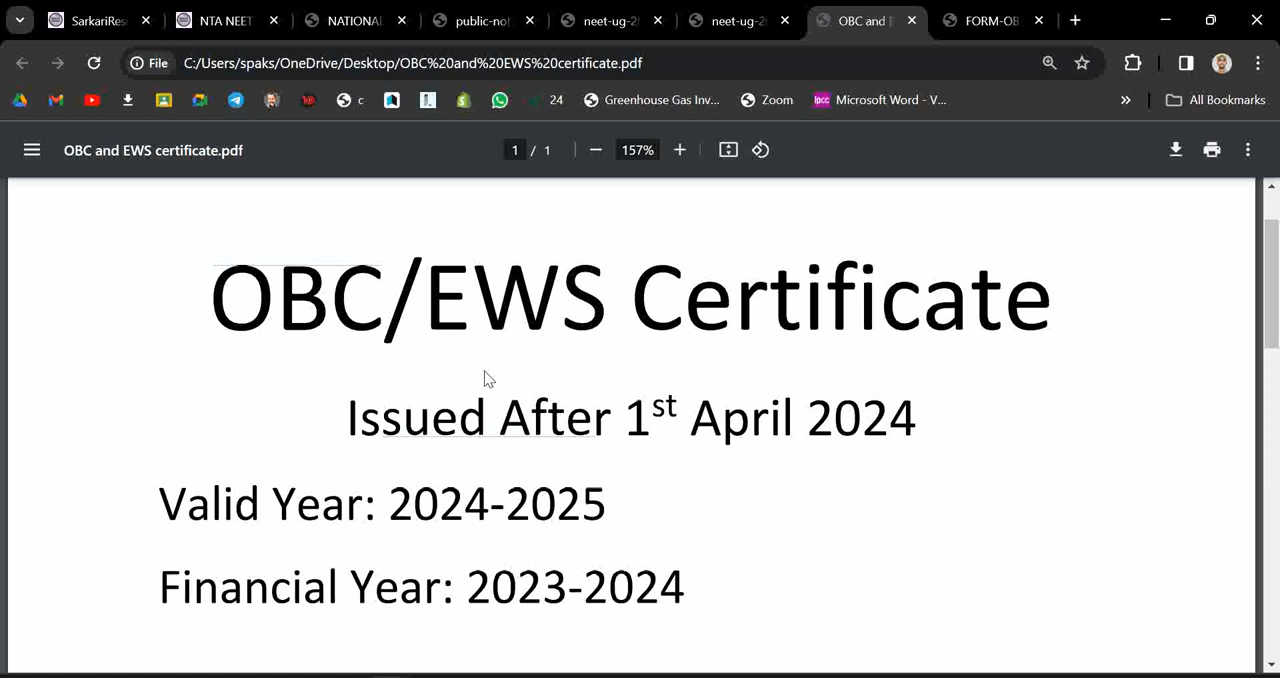 SarkariRes
NTA NEET
NATIONAL
public-not
neet-ug-2
neet-ug-2
OBC and E
FORM-OB
File
C:/Users/spaks/OneDrive/Desktop/OBC%20and%20EWS%20certificate.pdf
c
24
Greenhouse Gas Inv...
Zoom
ipcc
Microsoft Word - V...
All Bookmarks
OBC and EWS certificate.pdf
1 / 1
157%
OBC/EWS Certificate
Issued After 1st April 2024
Valid Year: 2024-2025
Financial Year: 2023-2024